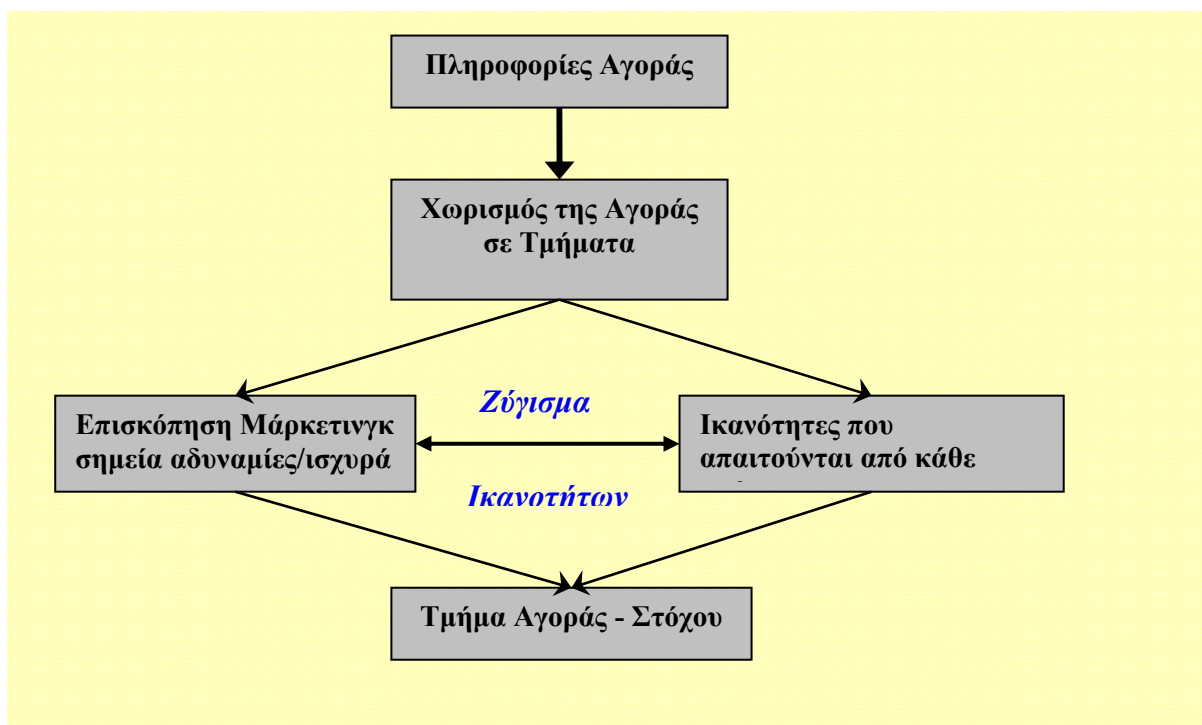 Πληροφορίες Αγοράς
Χωρισμός της Αγοράς
σε Τμήματα
Επισκόπηση Μάρκετινγκ
σημεία αδυναμίες/ισχυρά
Ζύγισμα
Ικανοτήτων
Ικανότητες που
απαιτούνται από κάθε
Τμήμα Αγοράς - Στόχου